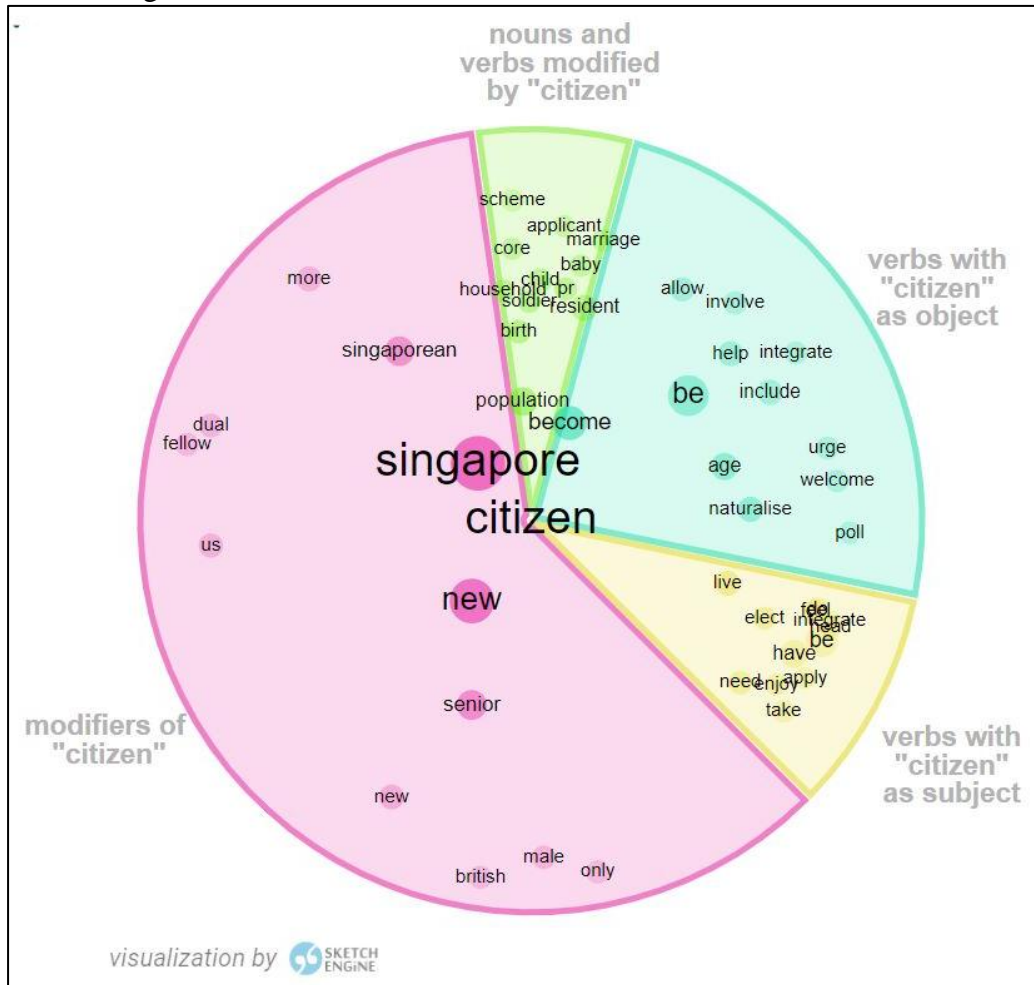 nouns and
verbs modified
by "citizen"
scheme
applicant
core
marriage
baby
child
household
pr
soldier
resident
birth
population
become
more
singaporean
dual
fellow
us
singapore
citizen
new
senior
new
male
british
only
modifiers of
"citizen"
verbs with
"citizen"
as object
allow
involve
help
integrate
be
include
urge
age
welcome
naturalise
poll
live
elect
integrate
head
be
have
need
enjoy
apply
take
verbs with
"citizen"
as subject
visualization by SKETCH
ENGINE